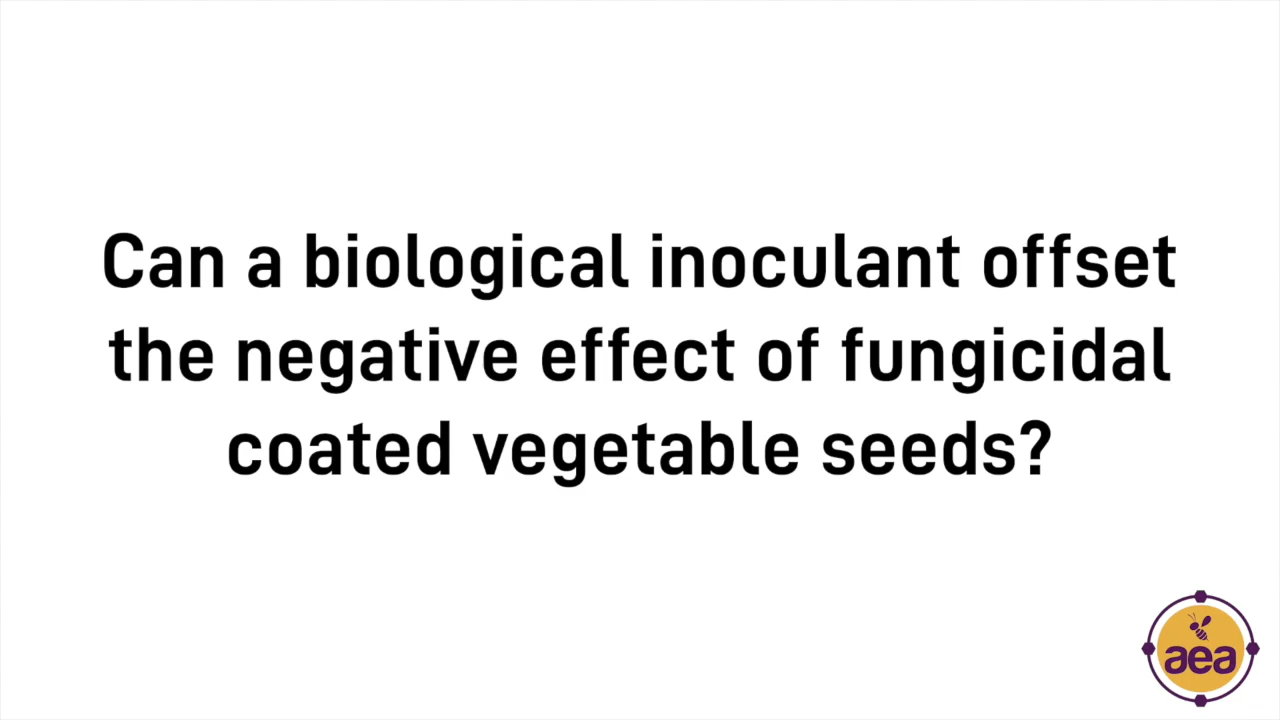 Can a biological inoculant offset
the negative effect of fungicidal
coated vegetable seeds?
aea